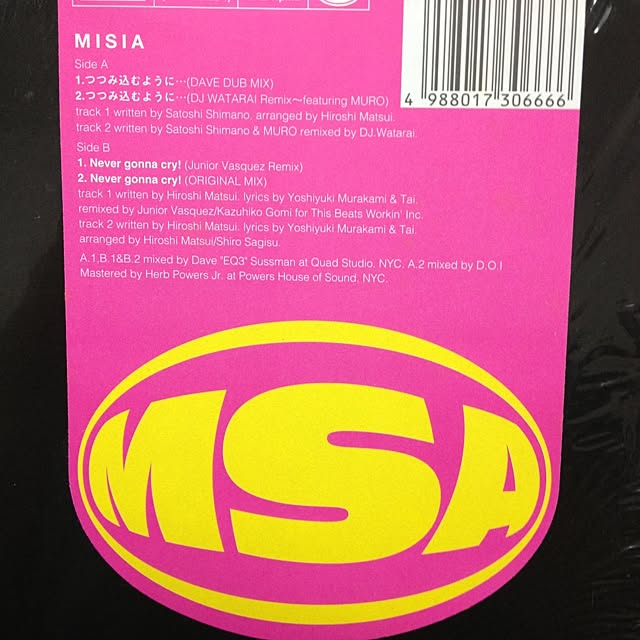 MISIA
4 988017 306666
Side A
1.つつみ込むように…(DAVE DUB MIX)
2.つつみ込むように…(DJ WATARAI Remix～featuring MURO)
track 1 written by Satoshi Shimano. arranged by Hiroshi Matsui.
track 2 written by Satoshi Shimano & MURO remixed by DJ.Watarai.
Side B
1. Never gonna cry! (Junior Vasquez Remix)
2. Never gonna cry! (ORIGINAL MIX)
track 1 written by Hiroshi Matsui. lyrics by Yoshiyuki Murakami & Tai.
remixed by Junior Vasquez/Kazuhiko Gomi for This Beats Workin' Inc.
track 2 written by Hiroshi Matsui. lyrics by Yoshiyuki Murakami & Tai.
arranged by Hiroshi Matsui/Shiro Sagisu.
A.1,B.1&B.2 mixed by Dave "EQ3" Sussman at Quad Studio. NYC. A.2 mixed by D.O.I
Mastered by Herb Powers Jr. at Powers House of Sound. NYC.
MSA